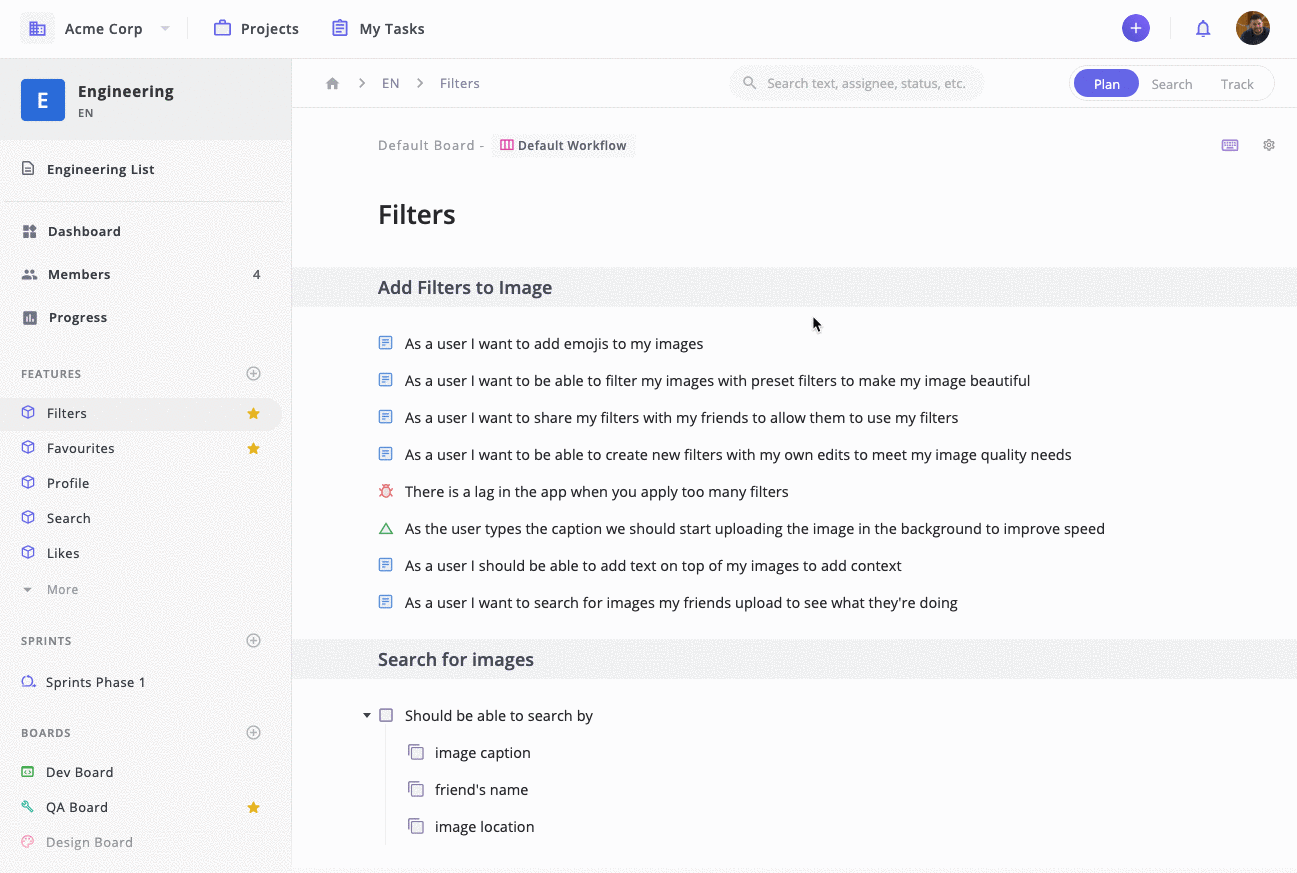 Acme Corp
Projects
My Tasks
E
Engineering
EN
EN
Filters
Search text, assignee, status, etc.
Plan
Search
Track
Engineering List
Dashboard
Members
4
Progress
FEATURES
Filters
Favourites
Profile
Search
Likes
More
SPRINTS
Sprints Phase 1
BOARDS
Dev Board
QA Board
Design Board
Default Board -
Default Workflow
Filters
Add Filters to Image
As a user I want to add emojis to my images
As a user I want to be able to filter my images with preset filters to make my image beautiful
As a user I want to share my filters with my friends to allow them to use my filters
As a user I want to be able to create new filters with my own edits to meet my image quality needs
There is a lag in the app when you apply too many filters
As the user types the caption we should start uploading the image in the background to improve speed
As a user I should be able to add text on top of my images to add context
As a user I want to search for images my friends upload to see what they're doing
Search for images
Should be able to search by
image caption
friend's name
image location